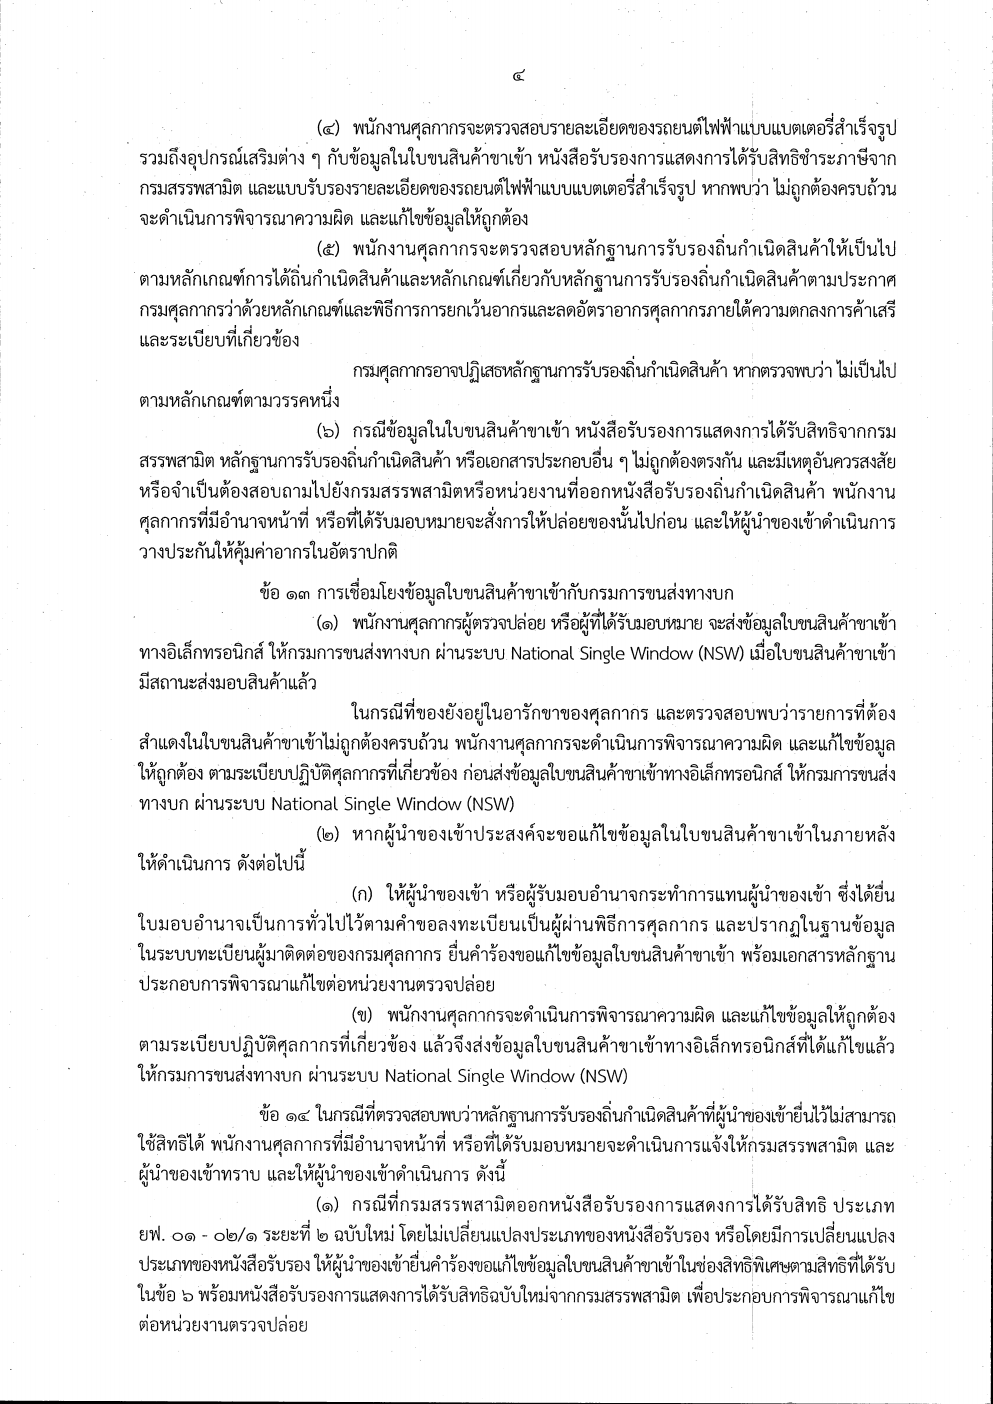 ๔
(๔) พนักงานศุลกากรจะตรวจสอบรายละเอียดของรถยนต์ไฟฟ้าแบบแบตเตอรี่สำเร็จรูป
รวมถึงอุปกรณ์เสริมต่าง ๆ กับข้อมูลในใบขนสินค้าขาเข้า หนังสือรับรองการแสดงการได้รับสิทธิชำระภาษีจาก
กรมสรรพสามิต และแบบรับรองรายละเอียดของรถยนต์ไฟฟ้าแบบแบตเตอรี่สำเร็จรูป หากพบว่า ไม่ถูกต้องครบถ้วน
จะดำเนินการพิจารณาความผิด และแก้ไขข้อมูลให้ถูกต้อง
(๕) พนักงานศุลกากรจะตรวจสอบหลักฐานการรับรองถิ่นกำเนิดสินค้าให้เป็นไป
ตามหลักเกณฑ์การได้ถิ่นกำเนิดสินค้าและหลักเกณฑ์เกี่ยวกับหลักฐานการรับรองถิ่นกำเนิดสินค้าตามประกาศ
กรมศุลกากรว่าด้วยหลักเกณฑ์และพิธีการการยกเว้นอากรและลดอัตราอากรศุลกากรภายใต้ความตกลงการค้าเสรี
และระเบียบที่เกี่ยวข้อง
กรมศุลกากรอาจปฏิเสธหลักฐานการรับรองถิ่นกำเนิดสินค้า หากตรวจพบว่า ไม่เป็นไป
ตามหลักเกณฑ์ตามวรรคหนึ่ง
(๖) กรณีข้อมูลในใบขนสินค้าขาเข้า หนังสือรับรองการแสดงการได้รับสิทธิจากกรม
สรรพสามิต หลักฐานการรับรองถิ่นกำเนิดสินค้า หรือเอกสารประกอบอื่น ๆ ไม่ถูกต้องตรงกัน และมีเหตุอันควรสงสัย
หรือจำเป็นต้องสอบถามไปยังกรมสรรพสามิตหรือหน่วยงานที่ออกหนังสือรับรองถิ่นกำเนิดสินค้า พนักงาน
ศุลกากรที่มีอำนาจหน้าที่ หรือที่ได้รับมอบหมายจะสั่งการให้ปล่อยของนั้นไปก่อน และให้ผู้นำของเข้าดำเนินการ
วางประกันให้คุ้มค่าอากรในอัตราปกติ
ข้อ ๑๓ การเชื่อมโยงข้อมูลใบขนสินค้าขาเข้ากับกรมการขนส่งทางบก
(๑) พนักงานศุลกากรผู้ตรวจปล่อย หรือผู้ที่ได้รับมอบหมาย จะส่งข้อมูลใบขนสินค้าขาเข้า
ทางอิเล็กทรอนิกส์ ให้กรมการขนส่งทางบก ผ่านระบบ National Single Window (NSW) เมื่อใบขนสินค้าขาเข้า
มีสถานะส่งมอบสินค้าแล้ว
ในกรณีที่ของยังอยู่ในอารักขาของศุลกากร และตรวจสอบพบว่ารายการที่ต้อง
สำแดงในใบขนสินค้าขาเข้าไม่ถูกต้องครบถ้วน พนักงานศุลกากรจะดำเนินการพิจารณาความผิด และแก้ไขข้อมูล
ให้ถูกต้อง ตามระเบียบปฏิบัติศุลกากรที่เกี่ยวข้อง ก่อนส่งข้อมูลใบขนสินค้าขาเข้าทางอิเล็กทรอนิกส์ ให้กรมการขนส่ง
ทางบก ผ่านระบบ National Single Window (NSW)
(๒) หากผู้นำของเข้าประสงค์จะขอแก้ไขข้อมูลในใบขนสินค้าขาเข้าในภายหลัง
ให้ดำเนินการ ดังต่อไปนี้
(ก) ให้ผู้นำของเข้า หรือผู้รับมอบอำนาจกระทำการแทนผู้นำของเข้า ซึ่งได้ยื่น
ใบมอบอำนาจเป็นการทั่วไปไว้ตามคำขอลงทะเบียนเป็นผู้ผ่านพิธีการศุลกากร และปรากฏในฐานข้อมูล
ในระบบทะเบียนผู้มาติดต่อของกรมศุลกากร ยื่นคำร้องขอแก้ไขข้อมูลใบขนสินค้าขาเข้า พร้อมเอกสารหลักฐาน
ประกอบการพิจารณาแก้ไขต่อหน่วยงานตรวจปล่อย
(ข) พนักงานศุลกากรจะดำเนินการพิจารณาความผิด และแก้ไขข้อมูลให้ถูกต้อง
ตามระเบียบปฏิบัติศุลกากรที่เกี่ยวข้อง แล้วจึงส่งข้อมูลใบขนสินค้าขาเข้าทางอิเล็กทรอนิกส์ที่ได้แก้ไขแล้ว
ให้กรมการขนส่งทางบก ผ่านระบบ National Single Window (NSW)
ข้อ ๑๔ ในกรณีที่ตรวจสอบพบว่าหลักฐานการรับรองถิ่นกำเนิดสินค้าที่ผู้นำของเข้ายื่นไว้ไม่สามารถ
ใช้สิทธิได้ พนักงานศุลกากรที่มีอำนาจหน้าที่ หรือที่ได้รับมอบหมายจะดำเนินการแจ้งให้กรมสรรพสามิต และ
ผู้นำของเข้าทราบ และให้ผู้นำของเข้าดำเนินการ ดังนี้
(๑) กรณีที่กรมสรรพสามิตออกหนังสือรับรองการแสดงการได้รับสิทธิ ประเภท
ยฟ. ๐๑ - ๐๒/๑ ระยะที่ ๒ ฉบับใหม่ โดยไม่เปลี่ยนแปลงประเภทของหนังสือรับรอง หรือโดยมีการเปลี่ยนแปลง
ประเภทของหนังสือรับรอง ให้ผู้นำของเข้ายื่นคำร้องขอแก้ไขข้อมูลใบขนสินค้าขาเข้าในช่องสิทธิพิเศษตามสิทธิที่ได้รับ
ในข้อ ๖ พร้อมหนังสือรับรองการแสดงการได้รับสิทธิฉบับใหม่จากกรมสรรพสามิต เพื่อประกอบการพิจารณาแก้ไข
ต่อหน่วยงานตรวจปล่อย